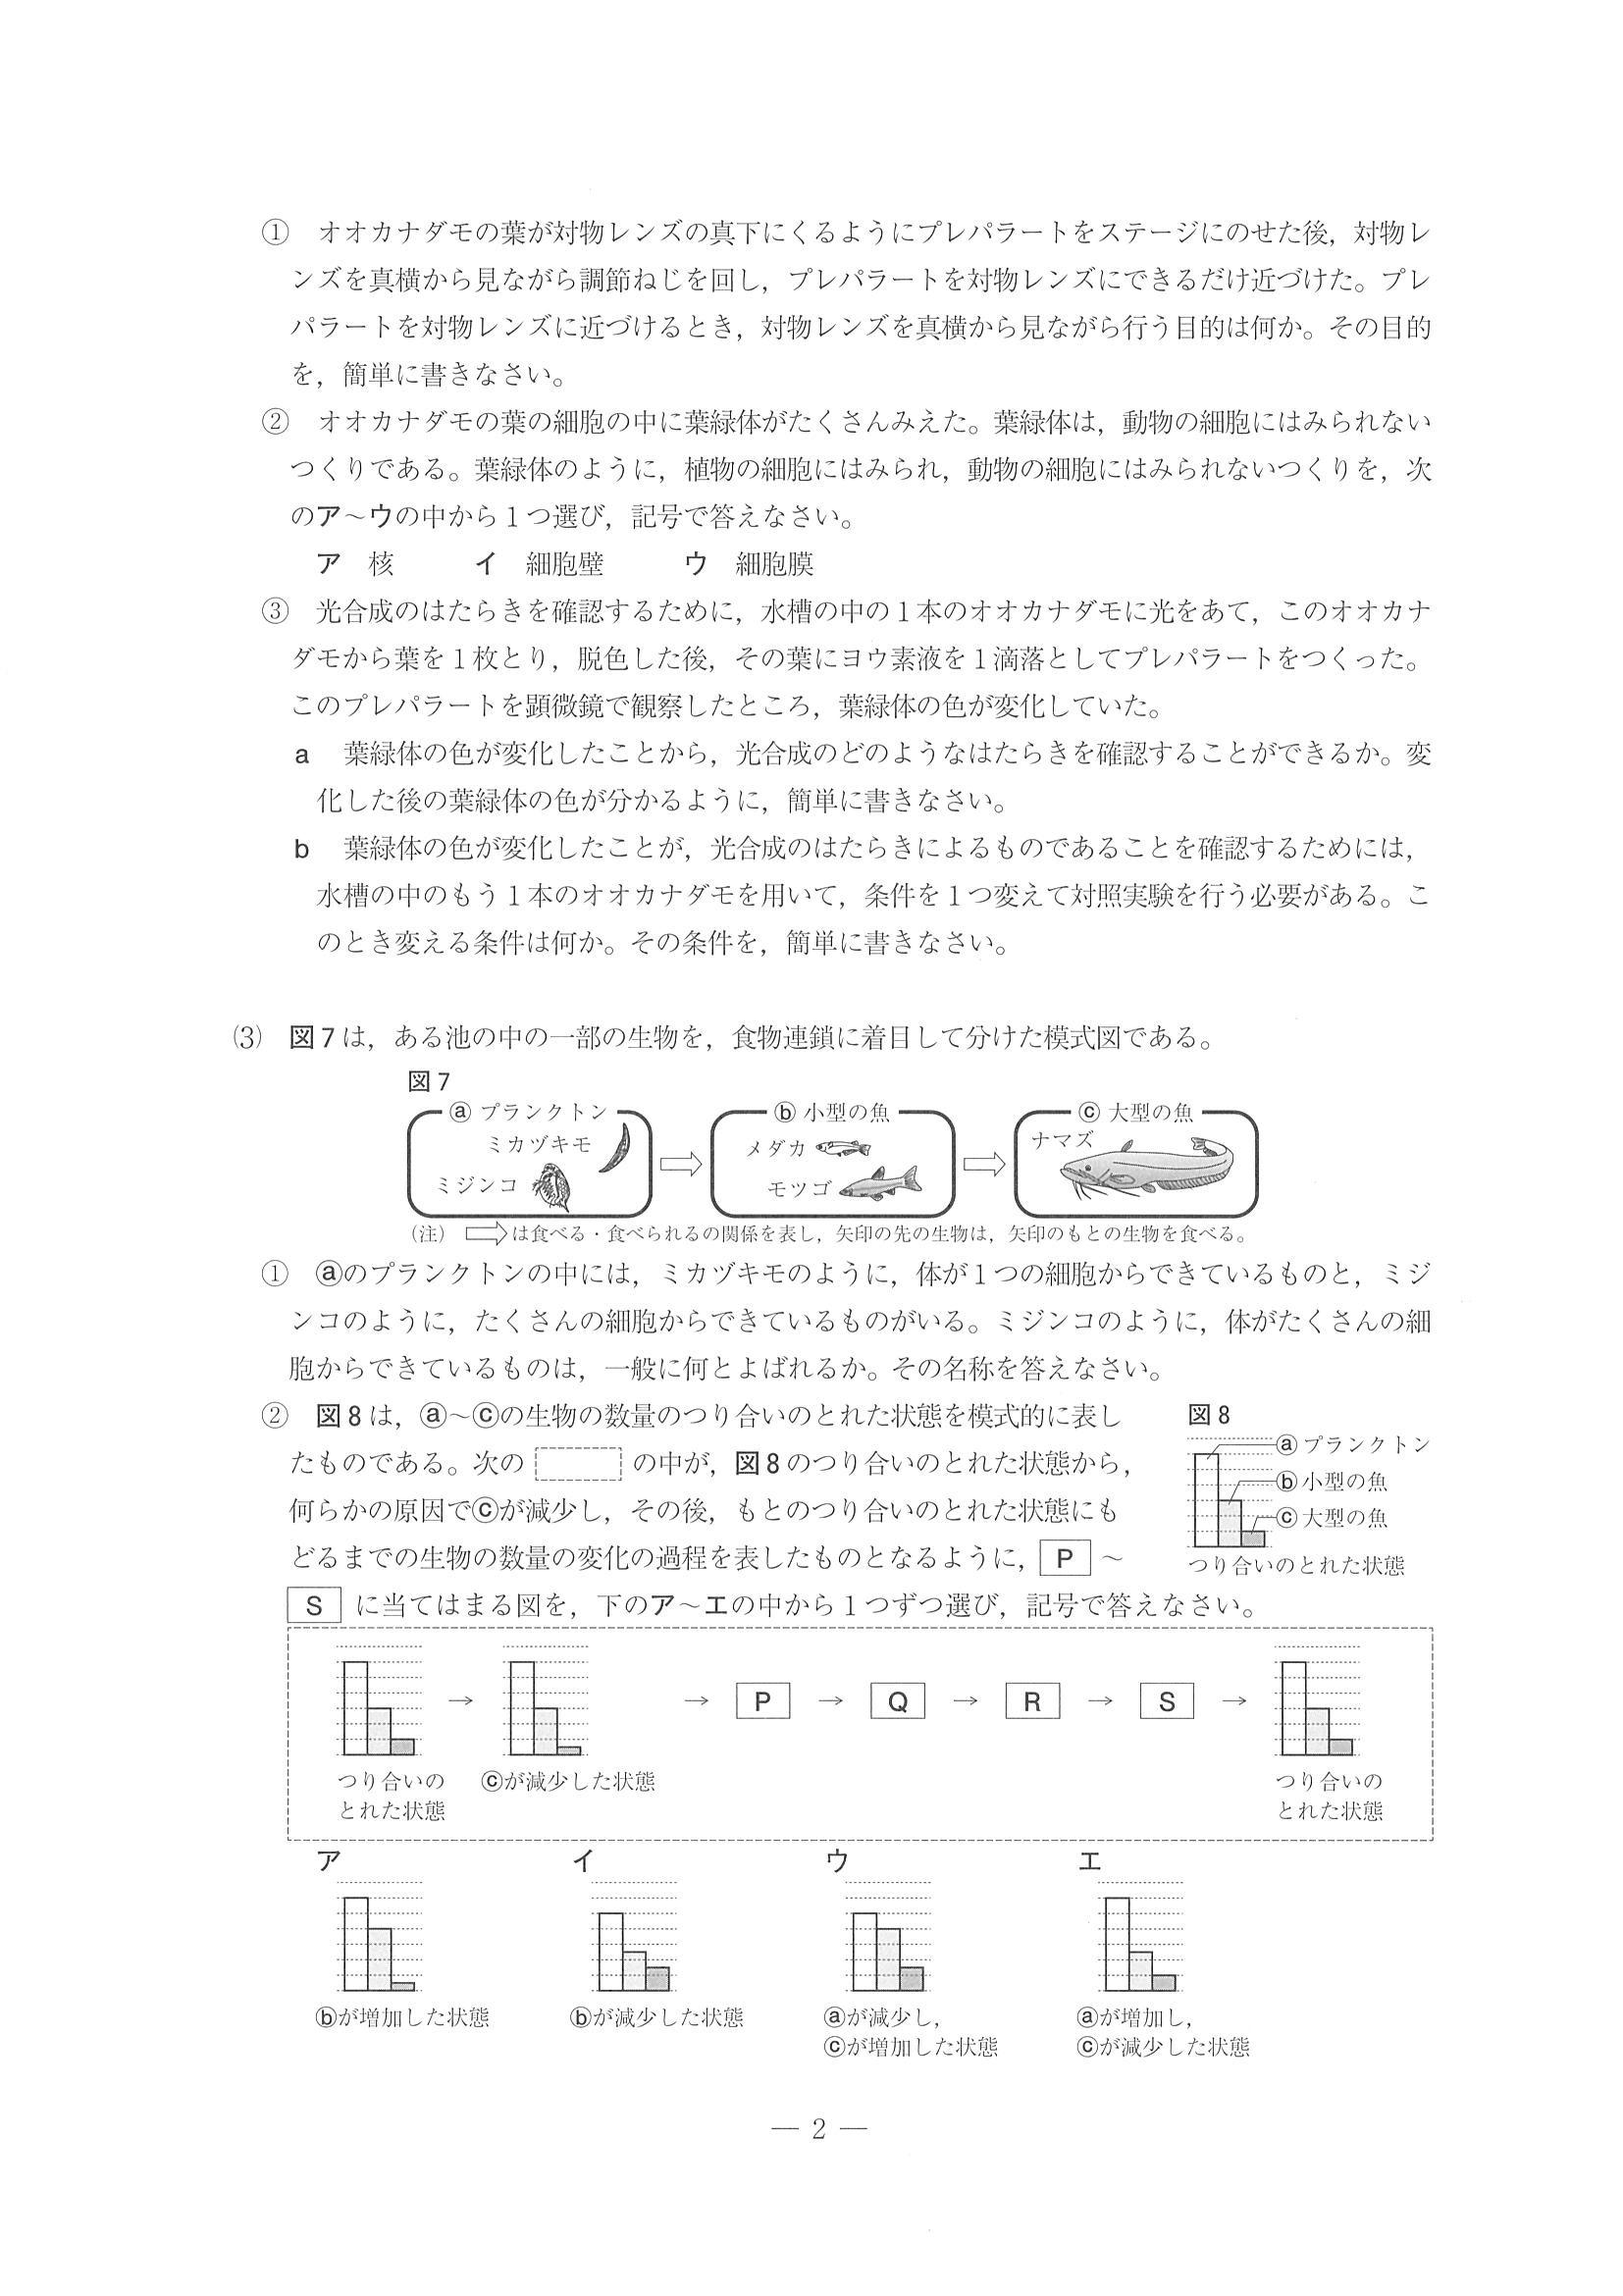 ① オオカナダモの葉が対物レンズの真下にくるようにプレパラートをステージにのせた後，対物レ
ンズを真横から見ながら調節ねじを回し，プレパラートを対物レンズにできるだけ近づけた。プレ
パラートを対物レンズに近づけるとき，対物レンズを真横から見ながら行う目的は何か。その目的
を，簡単に書きなさい。
② オオカナダモの葉の細胞の中に葉緑体がたくさんみえた。葉緑体は，動物の細胞にはみられない
つくりである。葉緑体のように，植物の細胞にはみられ，動物の細胞にはみられないつくりを，次
のア～ウの中から１つ選び，記号で答えなさい。
ア 核 イ 細胞壁 ウ 細胞膜
③ 光合成のはたらきを確認するために，水槽の中の１本のオオカナダモに光をあて，このオオカナ
ダモから葉を１枚とり，脱色した後，その葉にヨウ素液を１滴落としてプレパラートをつくった。
このプレパラートを顕微鏡で観察したところ，葉緑体の色が変化していた。
a 葉緑体の色が変化したことから，光合成のどのようなはたらきを確認することができるか。変
化した後の葉緑体の色が分かるように，簡単に書きなさい。
b 葉緑体の色が変化したことが，光合成のはたらきによるものであることを確認するためには，
水槽の中のもう１本のオオカナダモを用いて，条件を１つ変えて対照実験を行う必要がある。こ
のとき変える条件は何か。その条件を，簡単に書きなさい。
⑶ 図７は，ある池の中の一部の生物を，食物連鎖に着目して分けた模式図である。
図７
ⓐ プランクトン ⓑ 小型の魚 ⓒ 大型の魚
ミカヅキモ メダカ ナマズ
ミジンコ モツゴ
（注） ⇨は食べる・食べられるの関係を表し，矢印の先の生物は，矢印のもとの生物を食べる。
① ⓐのプランクトンの中には，ミカヅキモのように，体が１つの細胞からできているものと，ミジ
ンコのように，たくさんの細胞からできているものがいる。ミジンコのように，体がたくさんの細
胞からできているものは，一般に何とよばれるか。その名称を答えなさい。
② 図８は，ⓐ～ⓒの生物の数量のつり合いのとれた状態を模式的に表し
たものである。次の の中が，図８のつり合いのとれた状態から，
何らかの原因でⓒが減少し，その後，もとのつり合いのとれた状態にも
どるまでの生物の数量の変化の過程を表したものとなるように，P～
Sに当てはまる図を，下のア～エの中から１つずつ選び，記号で答えなさい。
図８
ⓐ プランクトン
ⓑ 小型の魚
ⓒ 大型の魚
つり合いのとれた状態
→ → P → Q → R → S →
つり合いの
とれた状態
ⓒが減少した状態
つり合いの
とれた状態
ア イ ウ エ
ⓑが増加した状態
ⓑが減少した状態
ⓐが減少し，
ⓒが増加した状態
ⓐが増加し，
ⓒが減少した状態
— 2 —